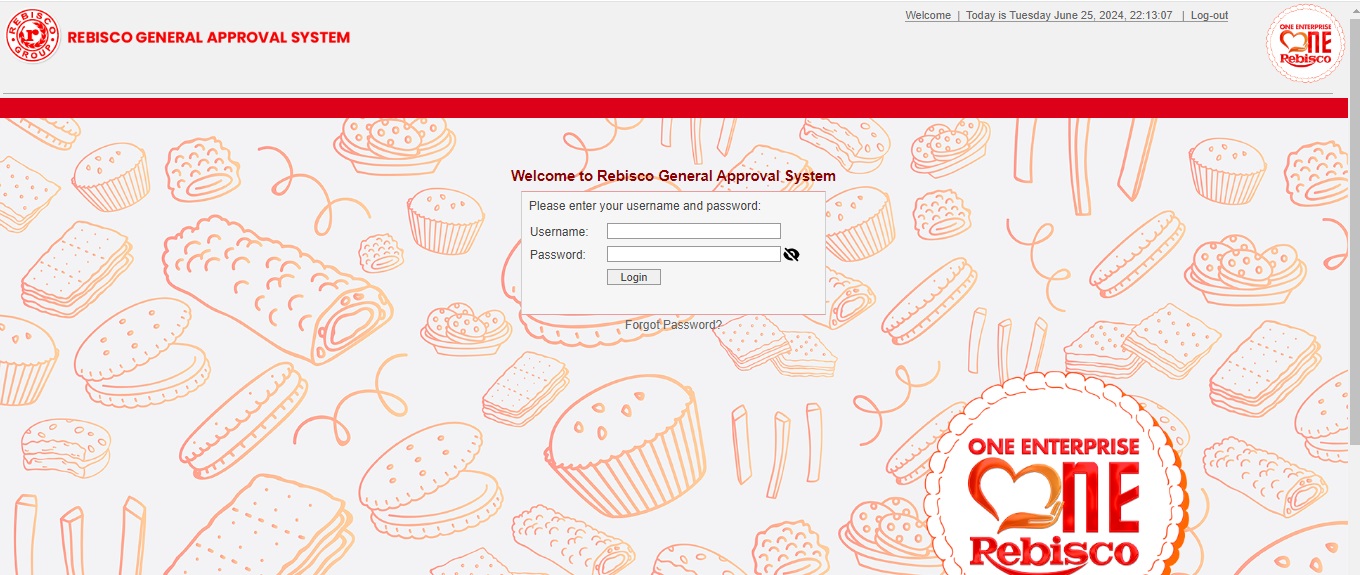 REBISCO GROUP
r
REBISCO GENERAL APPROVAL SYSTEM
Welcome | Today is Tuesday June 25, 2024, 22:13:07 | Log-out
ONE ENTERPRISE
ONE
Rebisco
Welcome to Rebisco General Approval System
Please enter your username and password:
Username:
Password:
Login
Forgot Password?
ONE ENTERPRISE
ONE
Rebisco